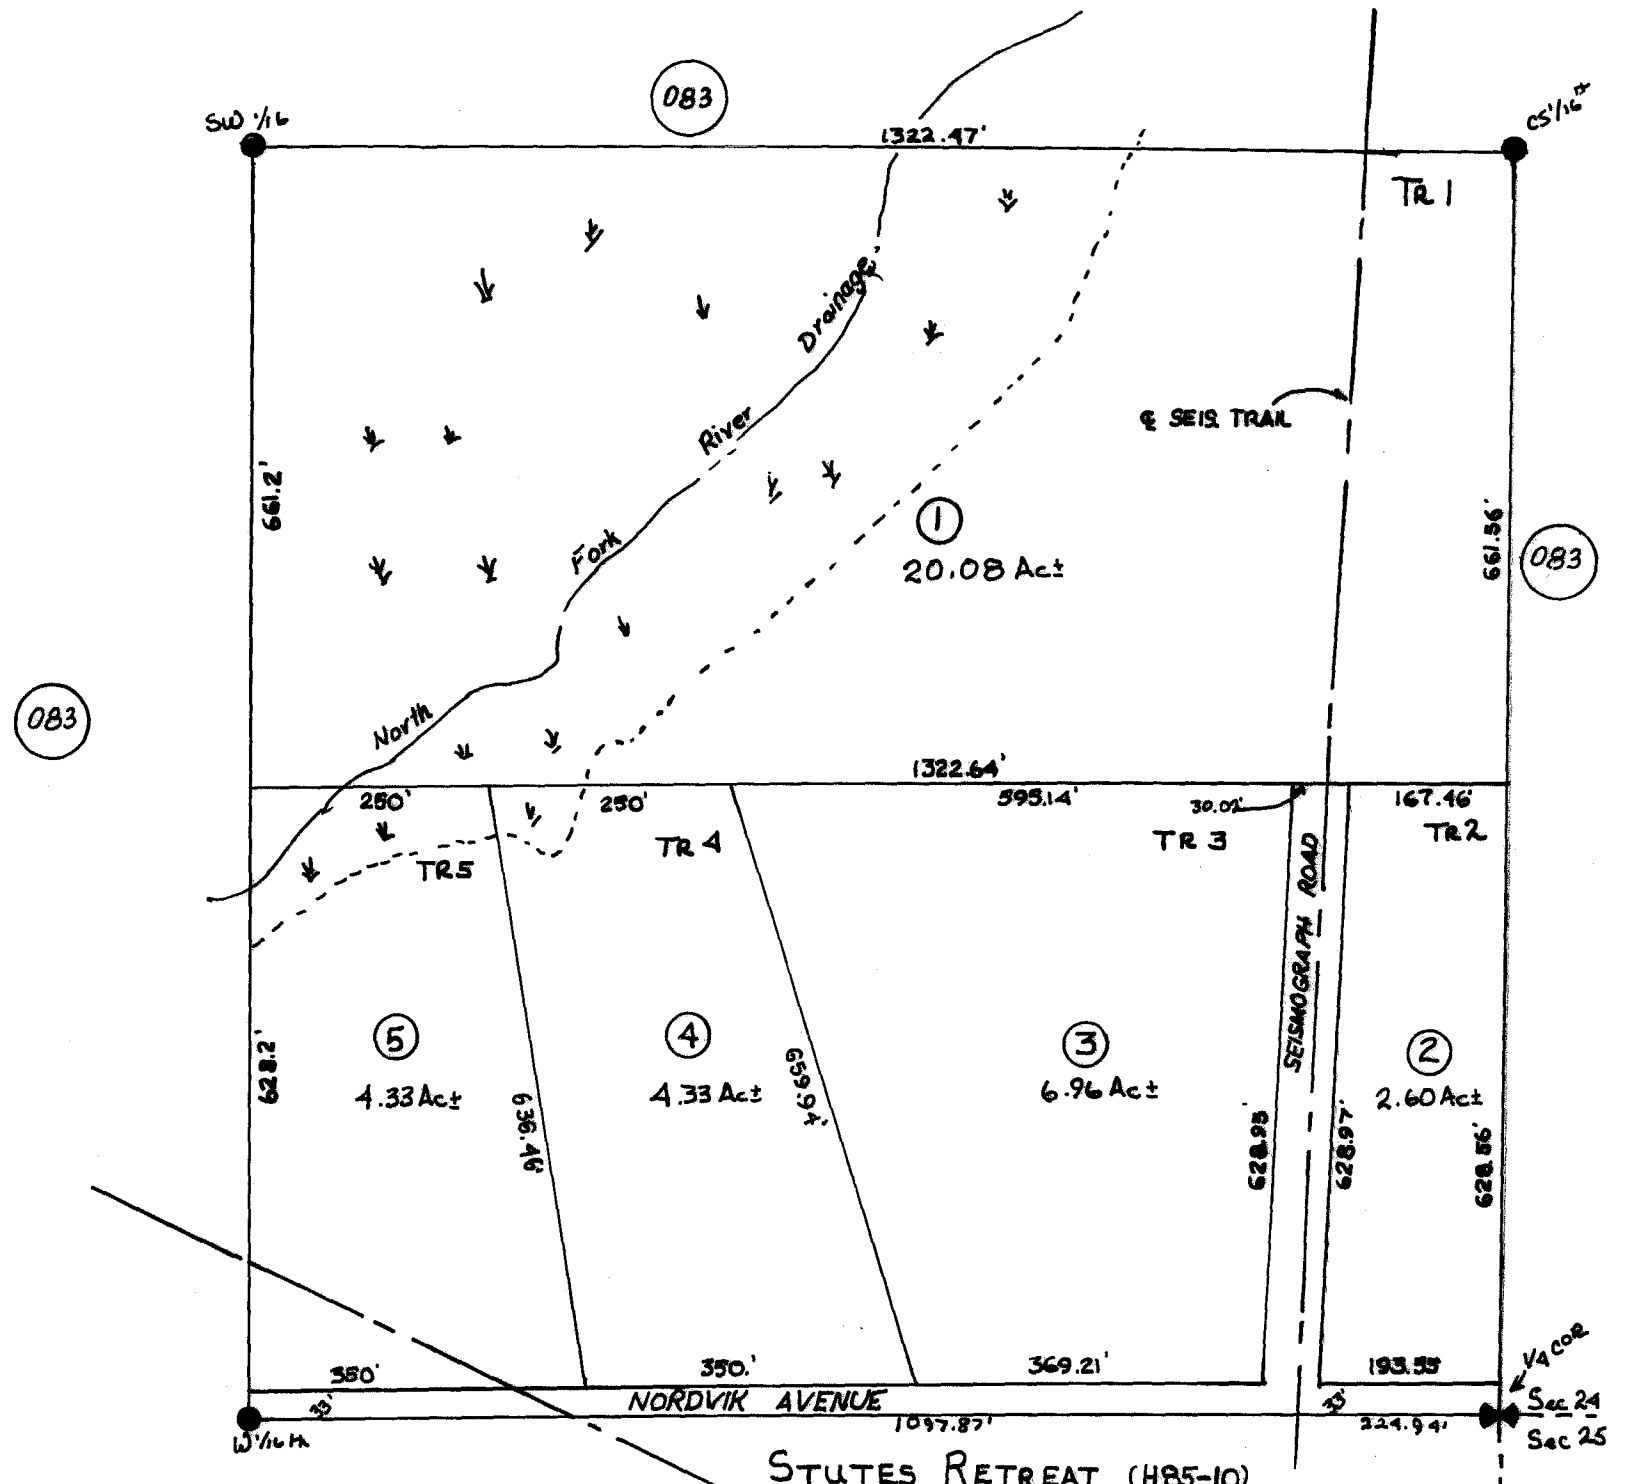 083
SW 1/16
CS 1/16th
1322.47'
TR 1
Drainage
℄ SEIS TRAIL
River
661.2'
661.56'
083
1
20.08 Ac±
Fork
North
083
1322.64'
250'
250'
595.14'
30.02'
167.46'
TR 5
TR 4
TR 3
TR 2
SEISMOGRAPH ROAD
5
4.33 Ac±
4
4.33 Ac±
3
6.96 Ac±
2
2.60 Ac±
628.2'
636.46'
659.94'
628.95'
628.97'
628.56'
350'
350.'
369.21'
193.55'
1/4 COR
33'
NORDVIK AVENUE
33'
Sec 24
W 1/16 th
1097.87'
224.94'
Sec 25
STUTES RETREAT (H85-10)